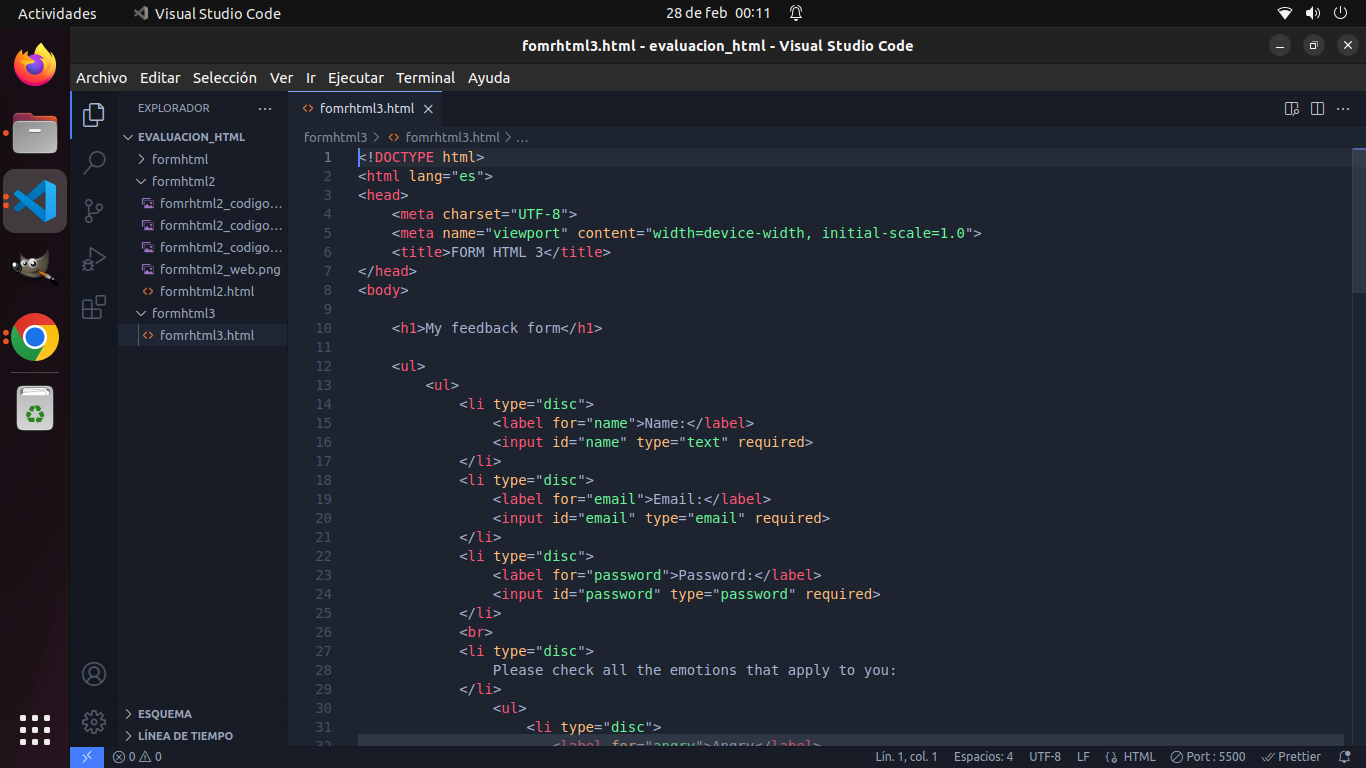 Actividades Visual Studio Code 28 de feb 00:11
fomrhtml3.html - evaluacion_html - Visual Studio Code
Archivo Editar Selección Ver Ir Ejecutar Terminal Ayuda
EXPLORADOR
EVALUACION_HTML
formhtml
formhtml2
fomrhtml2_codigo...
fomrhtml2_codigo...
fomrhtml2_codigo...
formhtml2_web.png
formhtml2.html
formhtml3
fomrhtml3.html
ESQUEMA
LÍNEA DE TIEMPO
fomrhtml3.html
formhtml3 > fomrhtml3.html > ...
1 <!DOCTYPE html>
2 <html lang="es">
3 <head>
4 <meta charset="UTF-8">
5 <meta name="viewport" content="width=device-width, initial-scale=1.0">
6 <title>FORM HTML 3</title>
7 </head>
8 <body>
9
10 <h1>My feedback form</h1>
11
12 <ul>
13 <ul>
14 <li type="disc">
15 <label for="name">Name:</label>
16 <input id="name" type="text" required>
17 </li>
18 <li type="disc">
19 <label for="email">Email:</label>
20 <input id="email" type="email" required>
21 </li>
22 <li type="disc">
23 <label for="password">Password:</label>
24 <input id="password" type="password" required>
25 </li>
26 <br>
27 <li type="disc">
28 Please check all the emotions that apply to you:
29 </li>
30 <ul>
31 <li type="disc">
32 <label for="angry">Angry</label>
0 0 Lín. 1, col. 1 Espacios: 4 UTF-8 LF HTML Port : 5500 Prettier